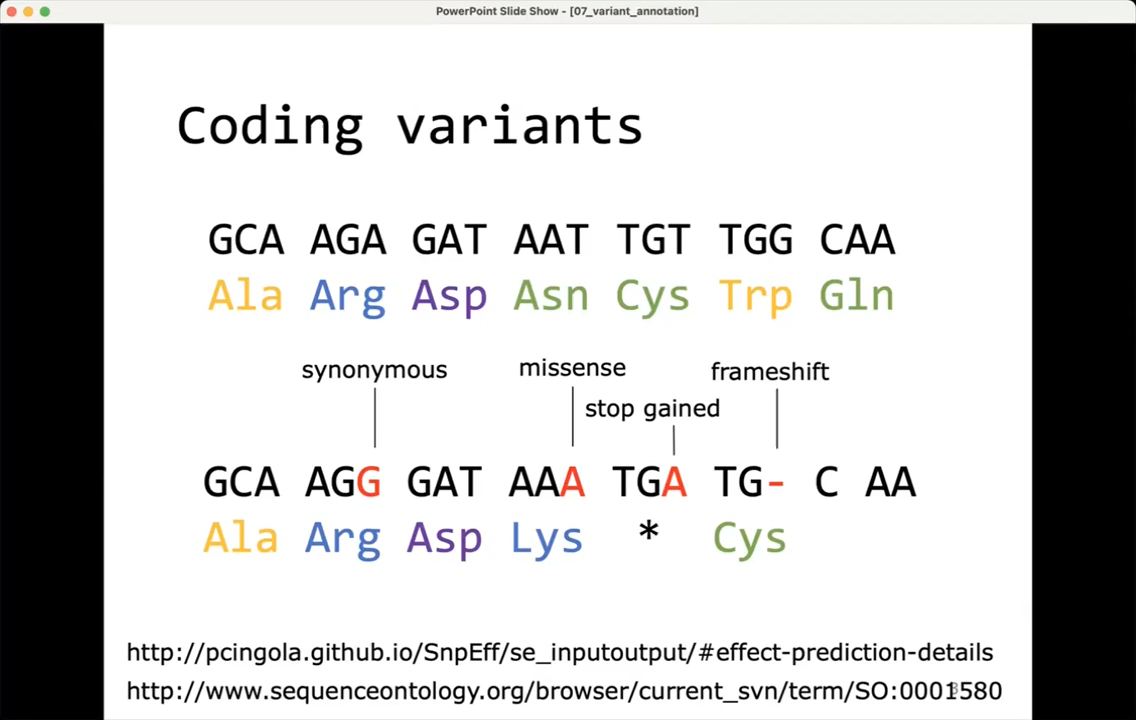 PowerPoint Slide Show - [07_variant_annotation]
Coding variants
GCA AGA GAT AAT TGT TGG CAA
Ala Arg Asp Asn Cys Trp Gln
synonymous missense frameshift
stop gained
GCA AGG GAT AAA TGA TG- C AA
Ala Arg Asp Lys * Cys
http://pcingola.github.io/SnpEff/se_inputoutput/#effect-prediction-details
http://www.sequenceontology.org/browser/current_svn/term/SO:0001580